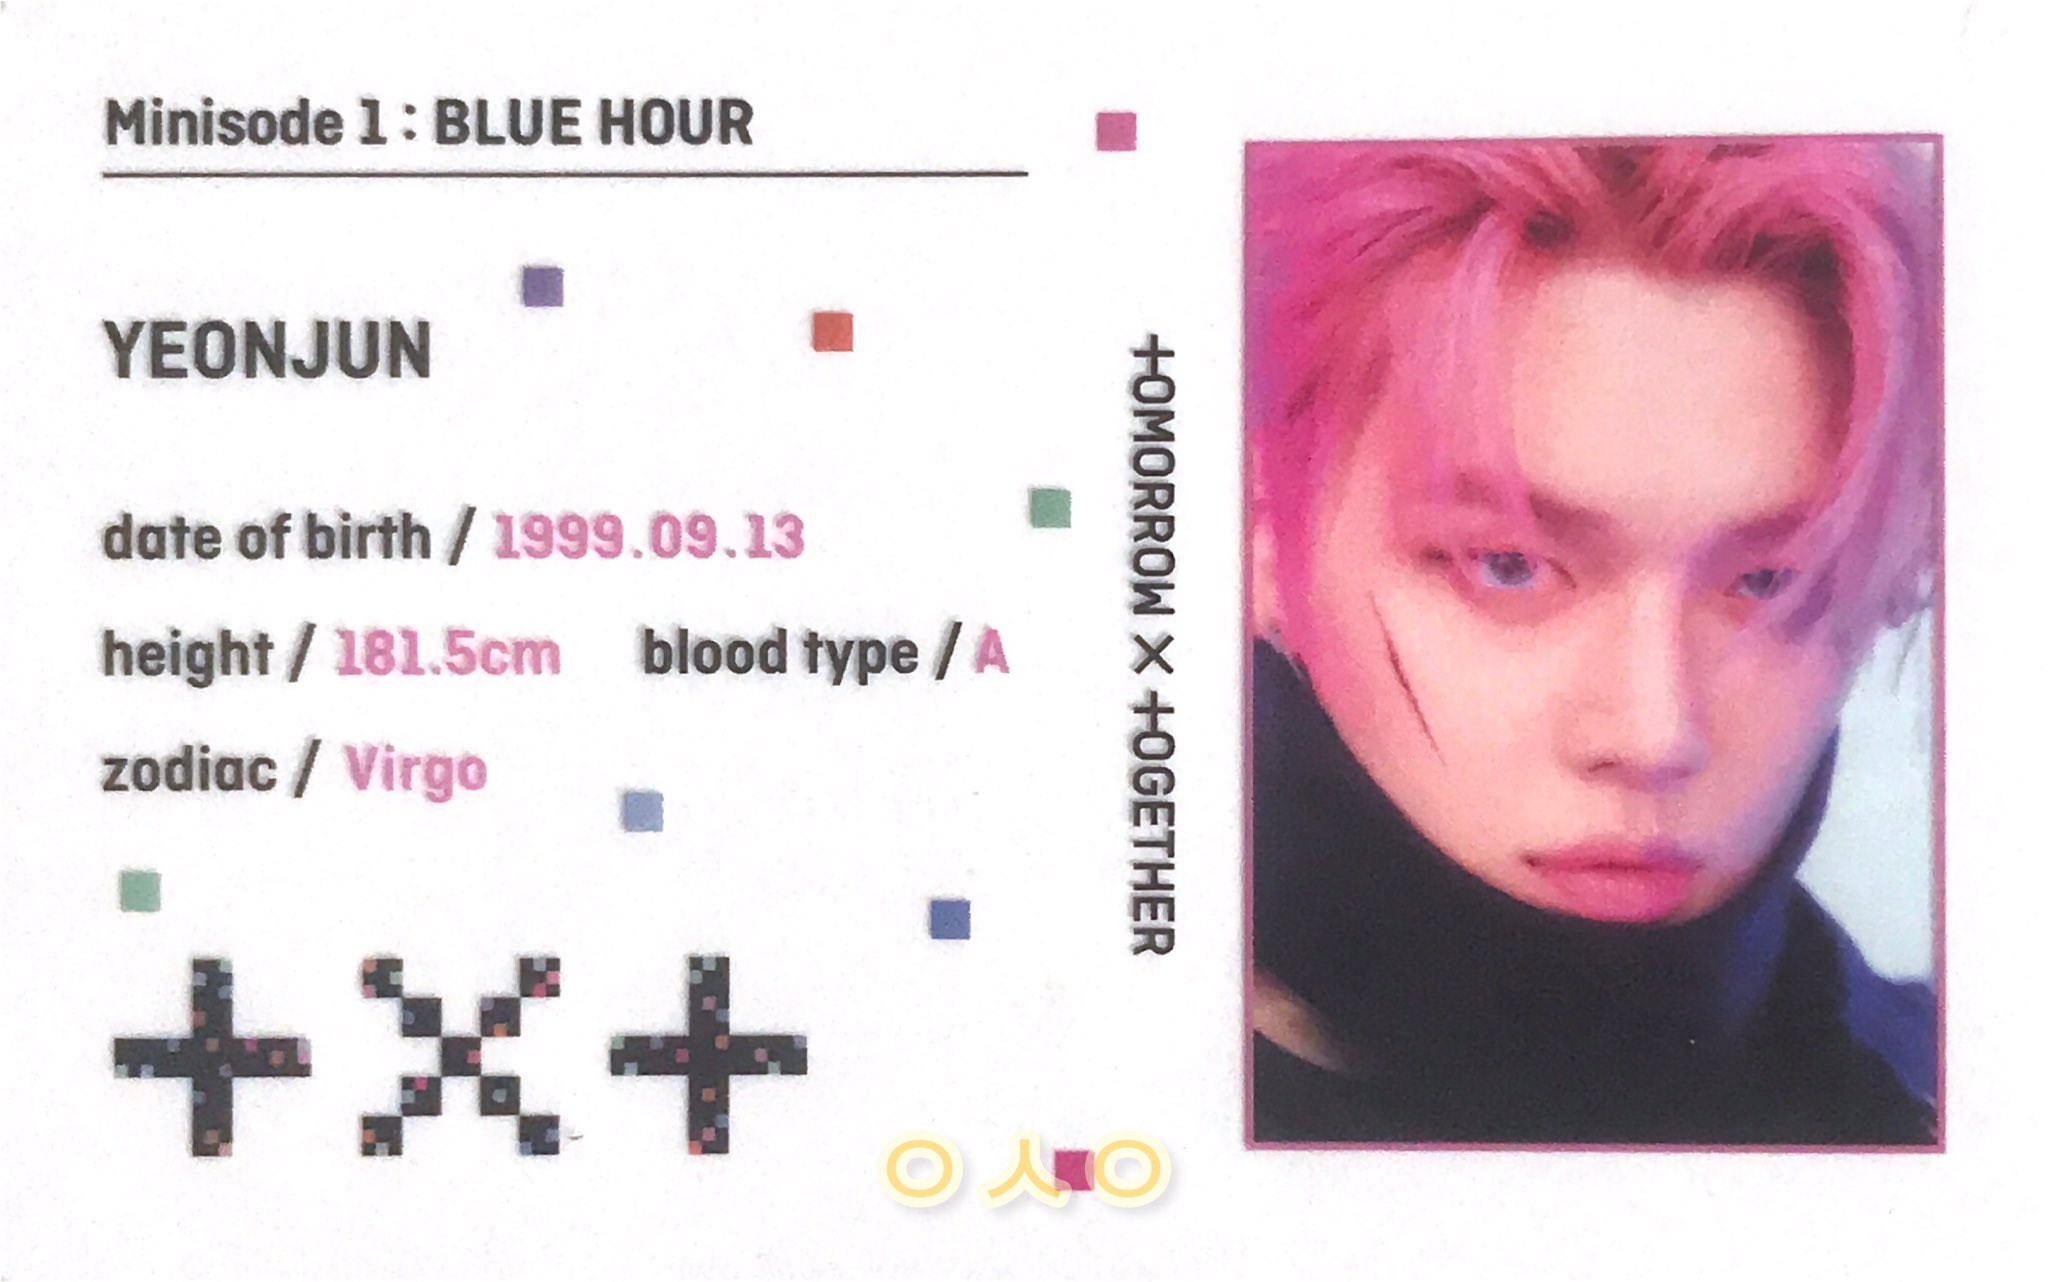 Minisode 1 : BLUE HOUR
YEONJUN
date of birth / 1999.09.13
height / 181.5cm blood type / A
zodiac / Virgo
TOMORROW X TOGETHER
+ X +
ㅇㅅㅇ